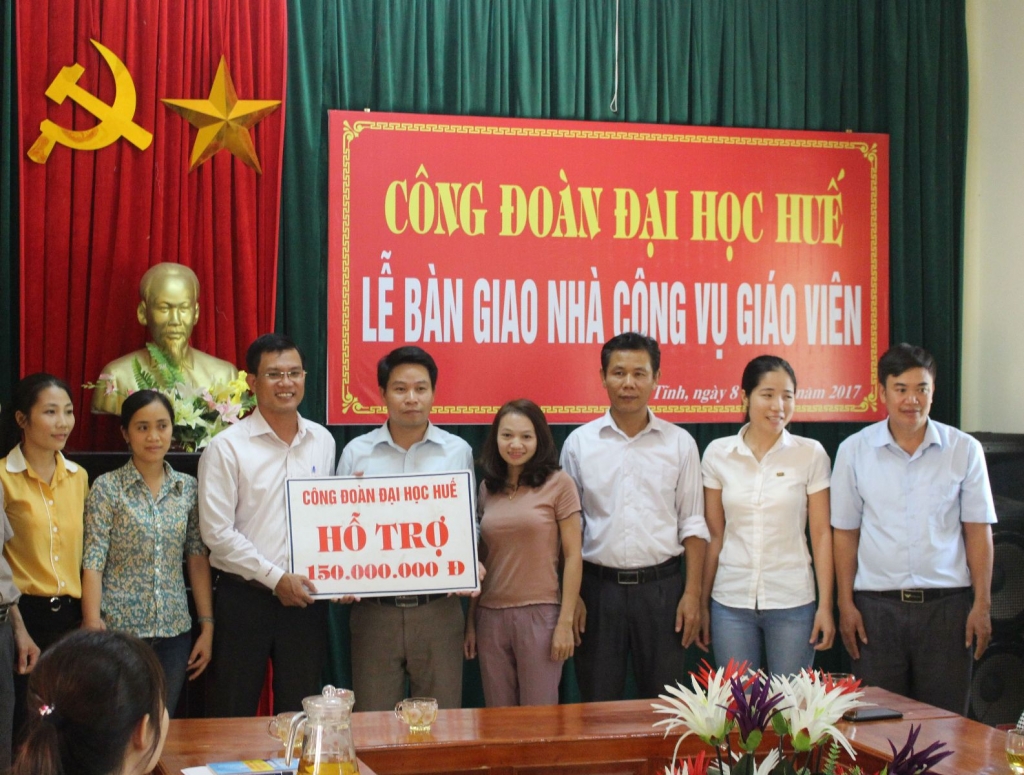 CÔNG ĐOÀN ĐẠI HỌC HUẾ
LỄ BÀN GIAO NHÀ CÔNG VỤ GIÁO VIÊN
Tĩnh, ngày 8 năm 2017
CÔNG ĐOÀN ĐẠI HỌC HUẾ
HỖ TRỢ
150.000.000 Đ